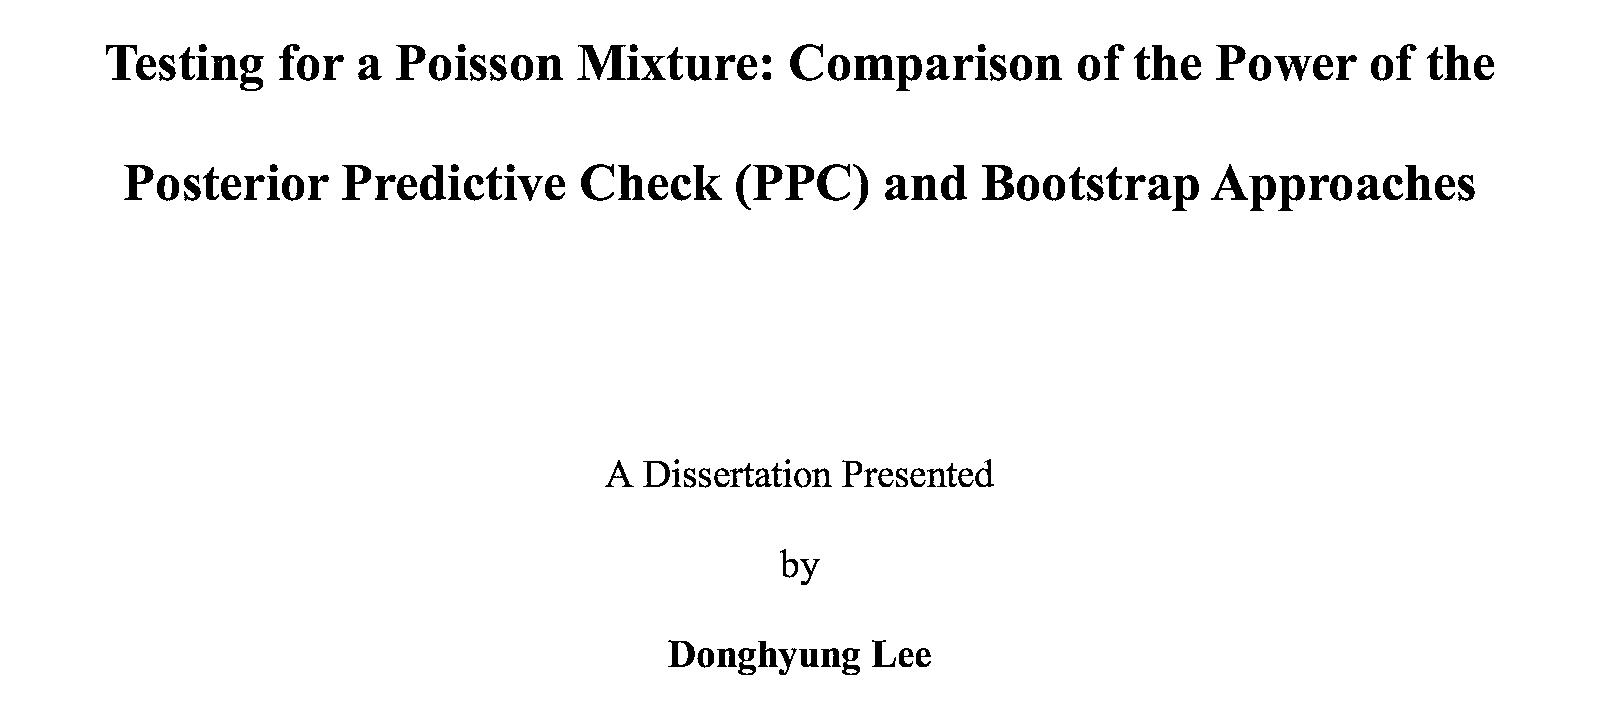 Testing for a Poisson Mixture: Comparison of the Power of the
Posterior Predictive Check (PPC) and Bootstrap Approaches
A Dissertation Presented
by
Donghyung Lee